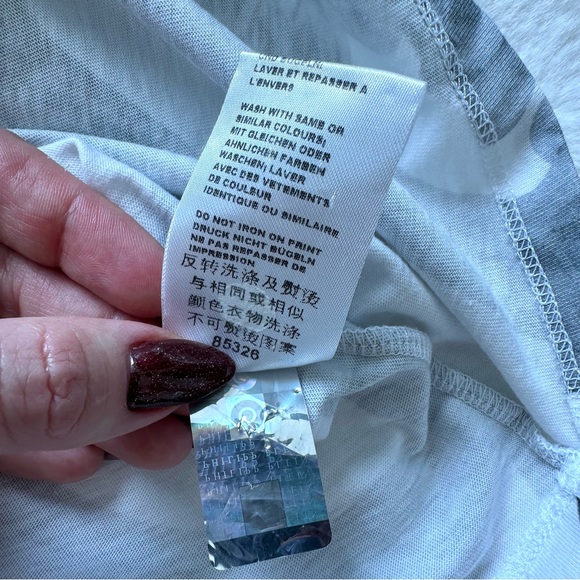 UND BÜGELN;
LAVER ET REPASSER A
L'ENVERS
WASH WITH SAME OR
SIMILAR COLOURS;
MIT GLEICHEN ODER
ÄHNLICHEN FARBEN
WASCHEN; LAVER
AVEC DES VETEMENTS
DE COULEUR
IDENTIQUE OU SIMILAIRE
DO NOT IRON ON PRINT
DRUCK NICHT BÜGELN
NE PAS REPASSER DE
IMPRESSION
反转洗涤及熨烫
与相同或相似
颜色衣物洗涤
不可熨烫图案
85326